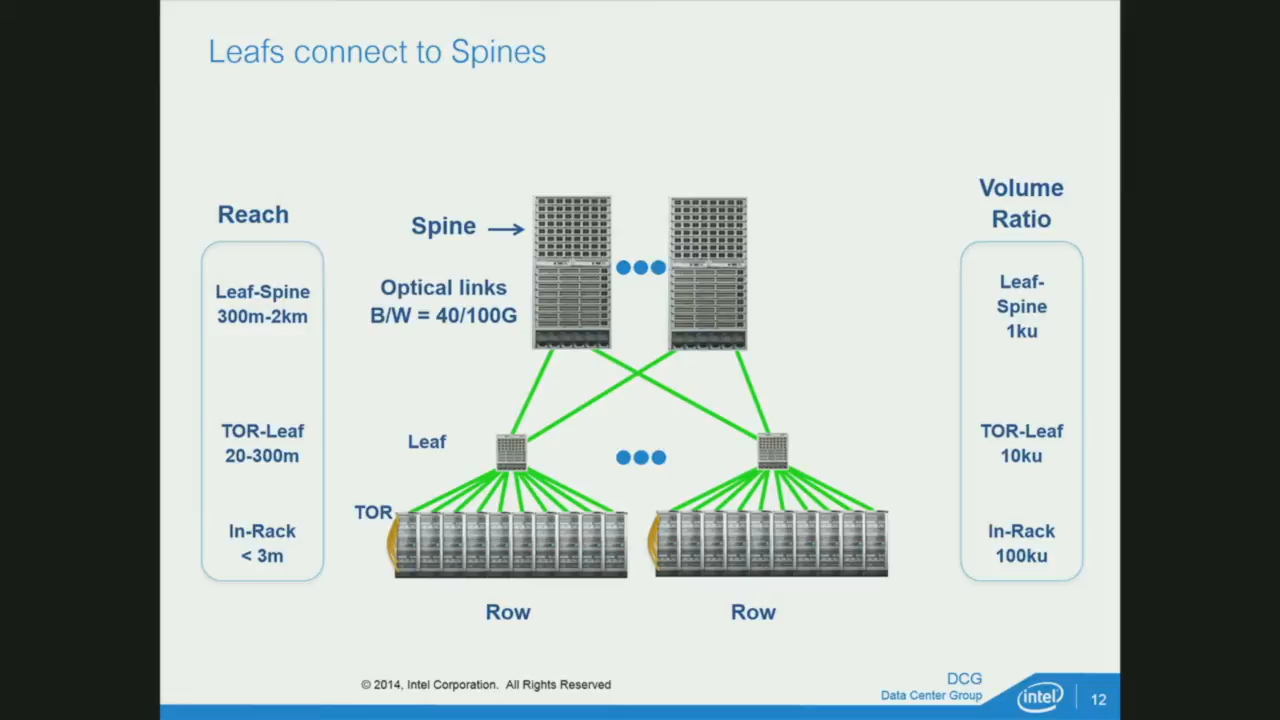 Leafs connect to Spines
Reach
Leaf-Spine
300m-2km
TOR-Leaf
20-300m
In-Rack
< 3m
Spine
Optical links
B/W = 40/100G
Leaf
TOR
Row
Row
Volume
Ratio
Leaf-
Spine
1ku
TOR-Leaf
10ku
In-Rack
100ku
© 2014, Intel Corporation. All Rights Reserved
DCG
Data Center Group
intel
12